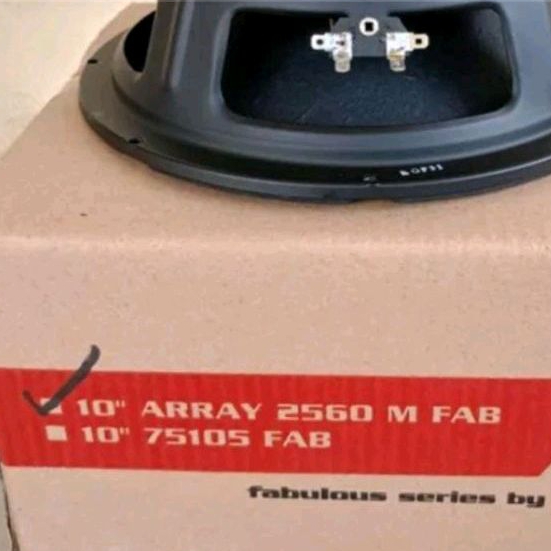 10" ARRAY 2560 M FAB
10" 75105 FAB
fabulous series by